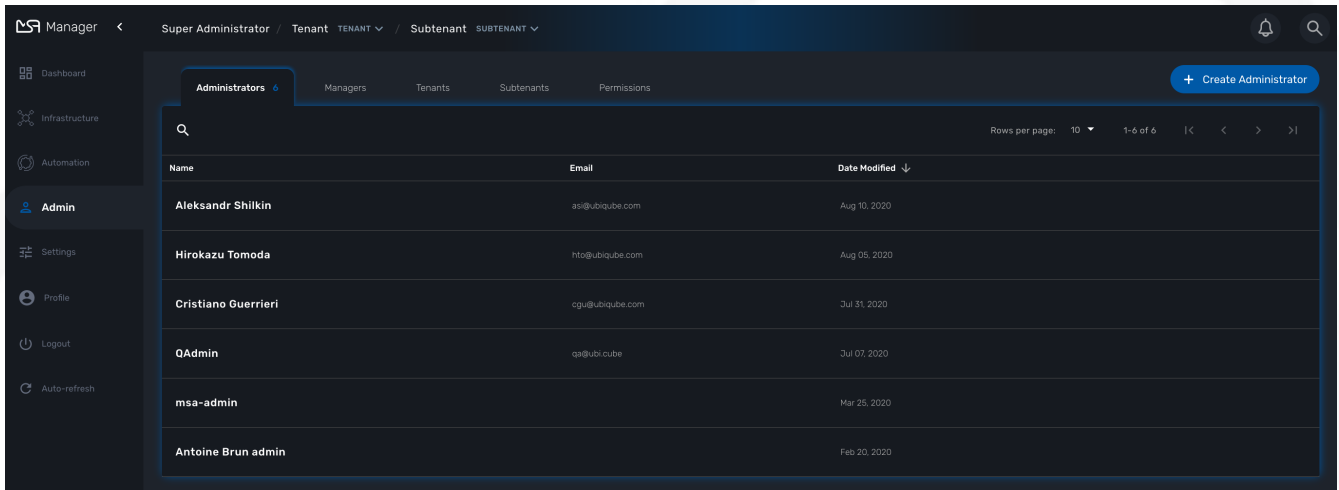 MSA Manager
Super Administrator / Tenant TENANT / Subtenant SUBTENANT
Dashboard
Infrastructure
Automation
Admin
Settings
Profile
Logout
Auto-refresh
Administrators 6 Managers Tenants Subtenants Permissions
+ Create Administrator
Rows per page: 10 1-6 of 6
Name Email Date Modified
Aleksandr Shilkin asi@ubiqube.com Aug 10, 2020
Hirokazu Tomoda hto@ubiqube.com Aug 05, 2020
Cristiano Guerrieri cgu@ubiqube.com Jul 31, 2020
QAdmin qa@ubi.cube Jul 07, 2020
msa-admin Mar 25, 2020
Antoine Brun admin Feb 20, 2020